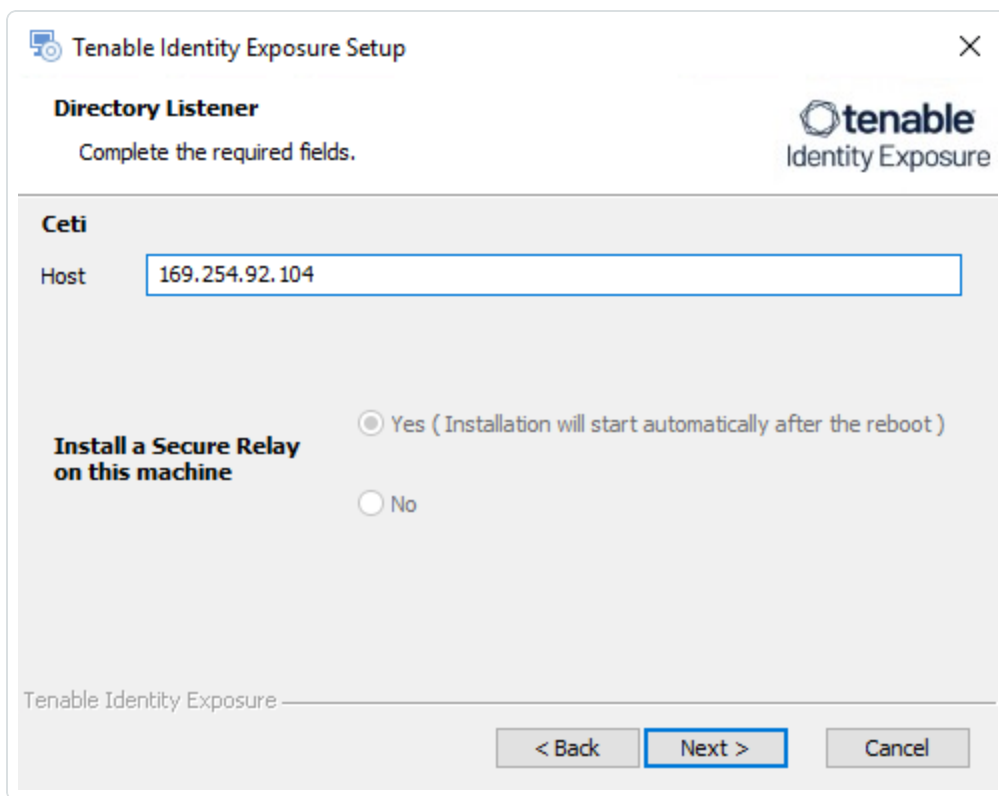 Tenable Identity Exposure Setup
Directory Listener
Complete the required fields.
tenable
Identity Exposure
Ceti
Host
169.254.92.104
Yes ( Installation will start automatically after the reboot )
Install a Secure Relay
on this machine
No
Tenable Identity Exposure
< Back
Next >
Cancel